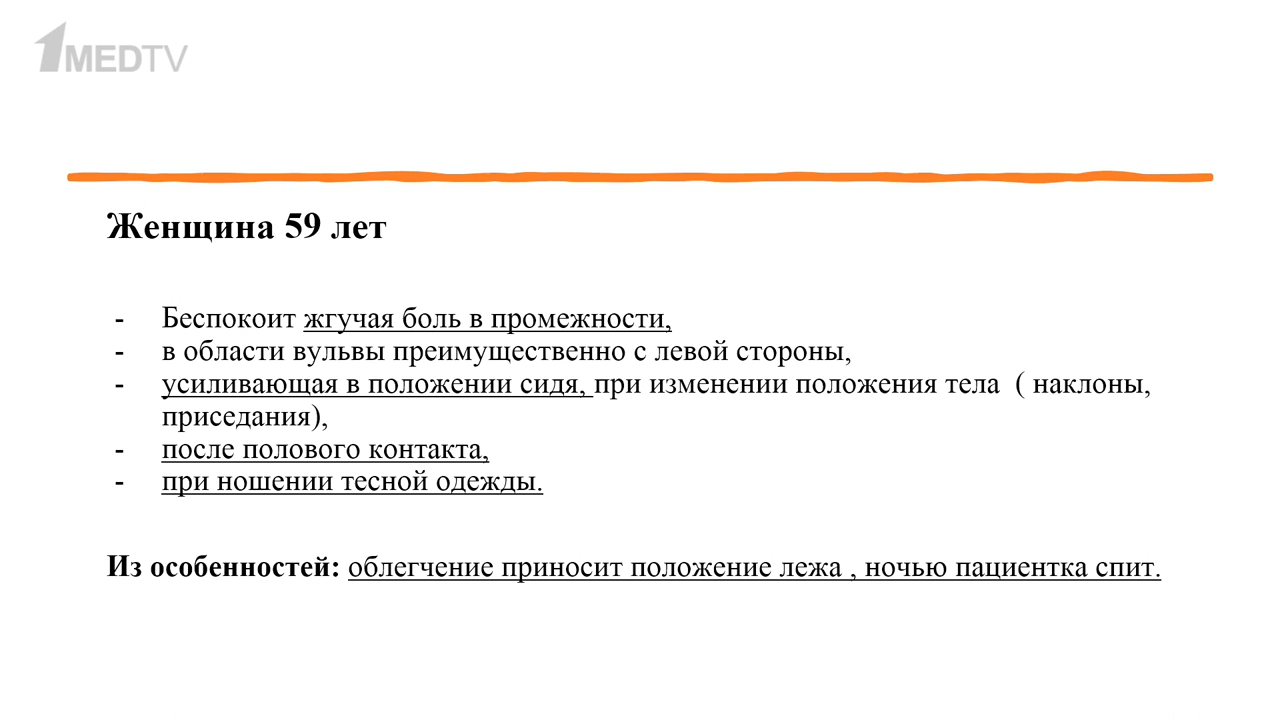 1MEDTV
Женщина 59 лет
- Беспокоит жгучая боль в промежности,
- в области вульвы преимущественно с левой стороны,
- усиливающая в положении сидя, при изменении положения тела ( наклоны,
приседания),
- после полового контакта,
- при ношении тесной одежды.
Из особенностей: облегчение приносит положение лежа , ночью пациентка спит.